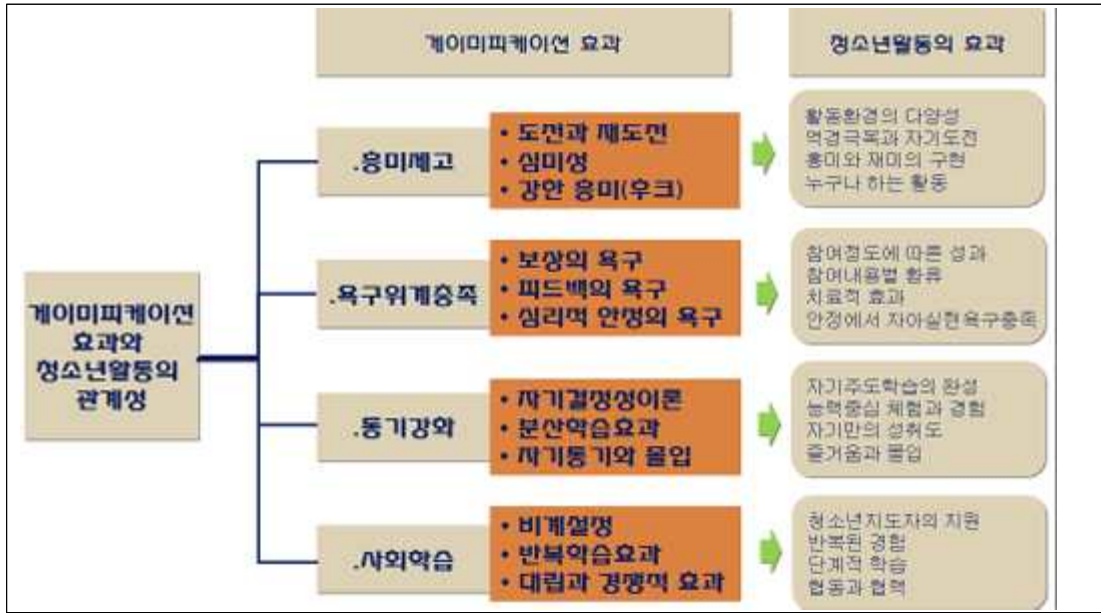 게이미피케이션 효과
청소년활동의 효과
게이미피케이션
효과와
청소년활동의
관계성
.흥미제고
• 도전과 재도전
• 심미성
• 강한 흥미(후크)
활동환경의 다양성
역경극복과 자기도전
흥미와 재미의 구현
누구나 하는 활동
.욕구위계충족
• 보상의 욕구
• 피드백의 욕구
• 심리적 안정의 욕구
참여정도에 따른 성과
참여내용별 환류
치료적 효과
안정에서 자아실현욕구충족
.동기강화
• 자기결정성이론
• 분산학습효과
• 자기동기와 몰입
자기주도학습의 완성
능력중심 체험과 경험
자기만의 성취도
즐거움과 몰입
.사회학습
• 비계설정
• 반복학습효과
• 대립과 경쟁적 효과
청소년지도자의 지원
반복된 경험
단계적 학습
협동과 협력